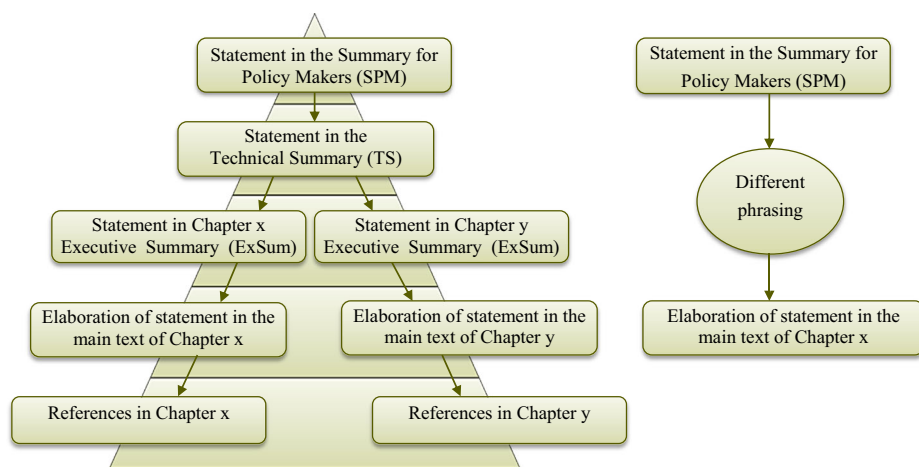 Statement in the Summary for
Policy Makers (SPM)
Statement in the
Technical Summary (TS)
Statement in Chapter x
Executive Summary (ExSum)
Statement in Chapter y
Executive Summary (ExSum)
Elaboration of statement in the
main text of Chapter x
Elaboration of statement in the
main text of Chapter y
References in Chapter x
References in Chapter y
Statement in the Summary for
Policy Makers (SPM)
Different
phrasing
Elaboration of statement in the
main text of Chapter x